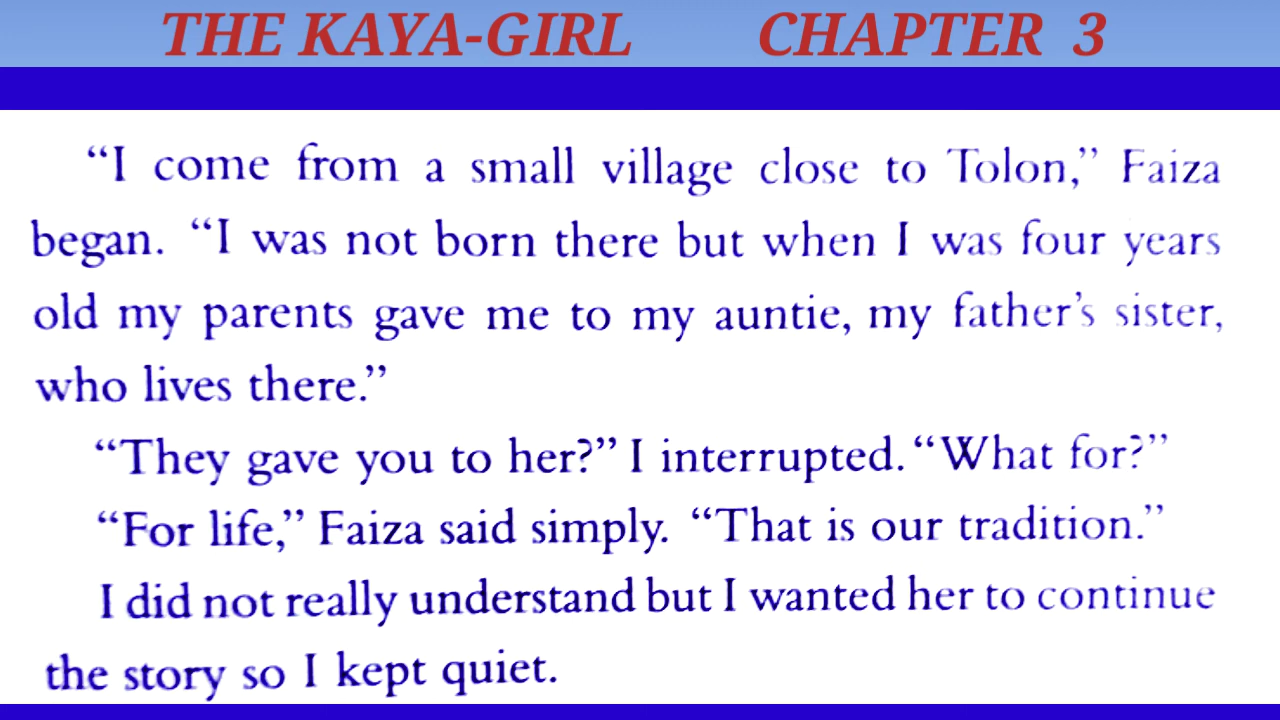 THE KAYA-GIRL CHAPTER 3
“I come from a small village close to Tolon,” Faiza
began. “I was not born there but when I was four years
old my parents gave me to my auntie, my father’s sister,
who lives there.”
“They gave you to her?” I interrupted. “What for?”
“For life,” Faiza said simply. “That is our tradition.”
I did not really understand but I wanted her to continue
the story so I kept quiet.